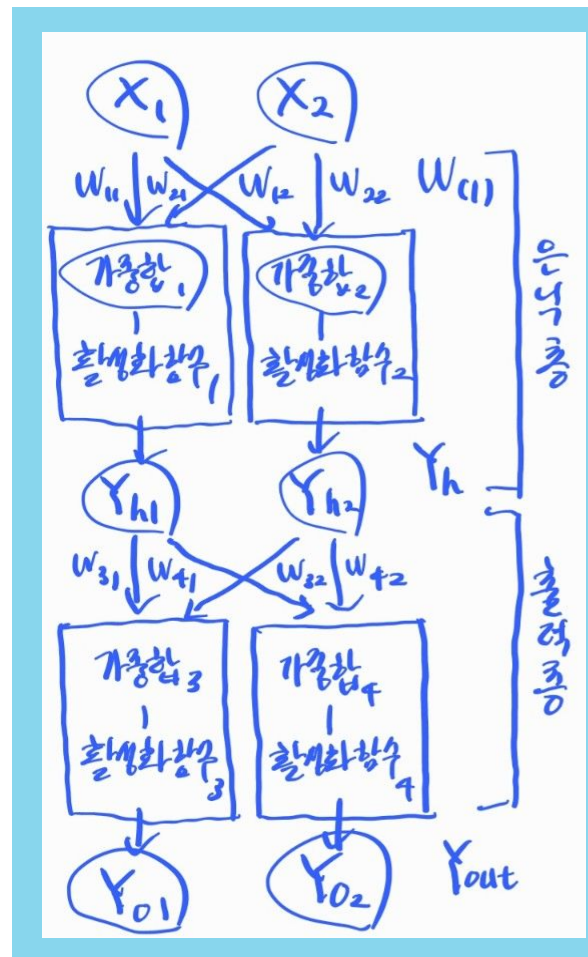 X₁ X₂
W₁₁ W₂₁ W₁₂ W₂₂ W₍₁₎
가중합₁ 가중합₂
활성화함수₁ 활성화함수₂
은닉층
Yh1 Yh2 Yh
W₃₁ W₄₁ W₃₂ W₄₂
가중합₃ 가중합₄
활성화함수₃ 활성화함수₄
출력층
Yo1 Yo2 Yout